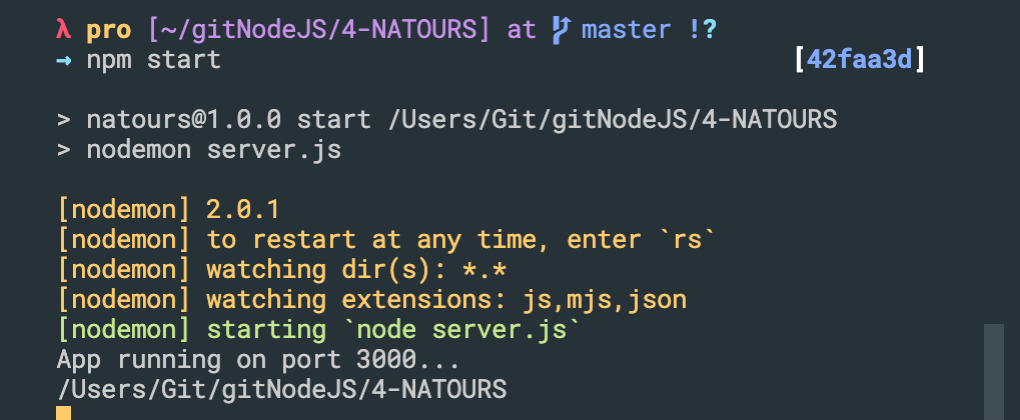 λ pro [~/gitNodeJS/4-NATOURS] at master !?
→ npm start [42faa3d]
> natours@1.0.0 start /Users/Git/gitNodeJS/4-NATOURS
> nodemon server.js
[nodemon] 2.0.1
[nodemon] to restart at any time, enter `rs`
[nodemon] watching dir(s): *.*
[nodemon] watching extensions: js,mjs,json
[nodemon] starting `node server.js`
App running on port 3000...
/Users/Git/gitNodeJS/4-NATOURS